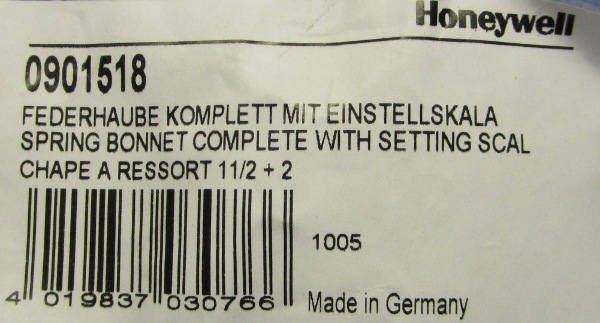 Honeywell
0901518
FEDERHAUBE KOMPLETT MIT EINSTELLSKALA
SPRING BONNET COMPLETE WITH SETTING SCAL
CHAPE A RESSORT 11/2 + 2
1005
4 019837 030766 Made in Germany